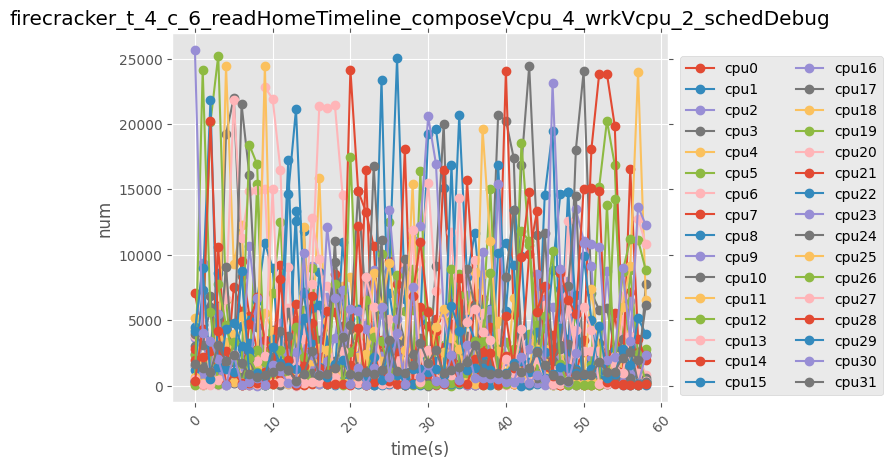 firecracker_t_4_c_6_readHomeTimeline_composeVcpu_4_wrkVcpu_2_schedDebug
25000
20000
15000
10000
5000
0
num
0
10
20
30
40
50
60
time(s)
cpu0
cpu1
cpu2
cpu3
cpu4
cpu5
cpu6
cpu7
cpu8
cpu9
cpu10
cpu11
cpu12
cpu13
cpu14
cpu15
cpu16
cpu17
cpu18
cpu19
cpu20
cpu21
cpu22
cpu23
cpu24
cpu25
cpu26
cpu27
cpu28
cpu29
cpu30
cpu31